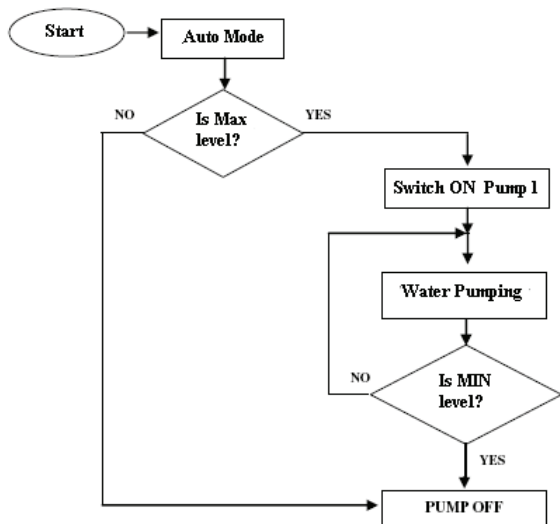 Start
Auto Mode
NO
Is Max
level?
YES
Switch ON Pump 1
Water Pumping
NO
Is MIN
level?
YES
PUMP OFF